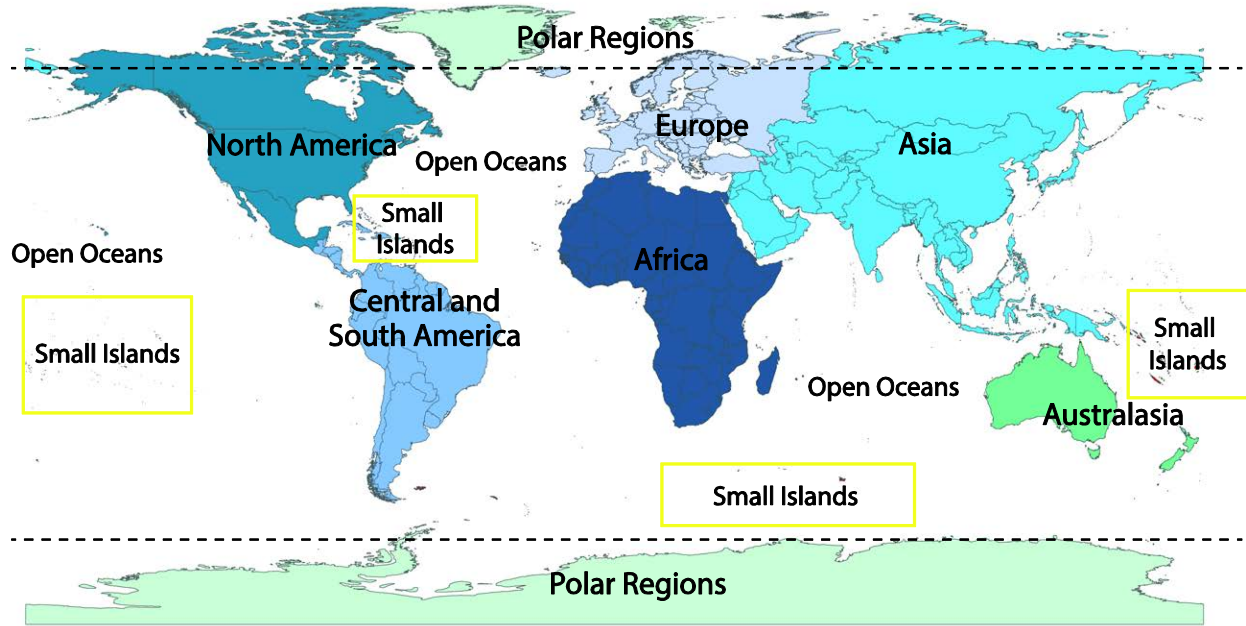 Polar Regions
North America
Europe
Asia
Open Oceans
Small
Islands
Open Oceans
Africa
Central and
South America
Small Islands
Small
Islands
Open Oceans
Australasia
Small Islands
Polar Regions